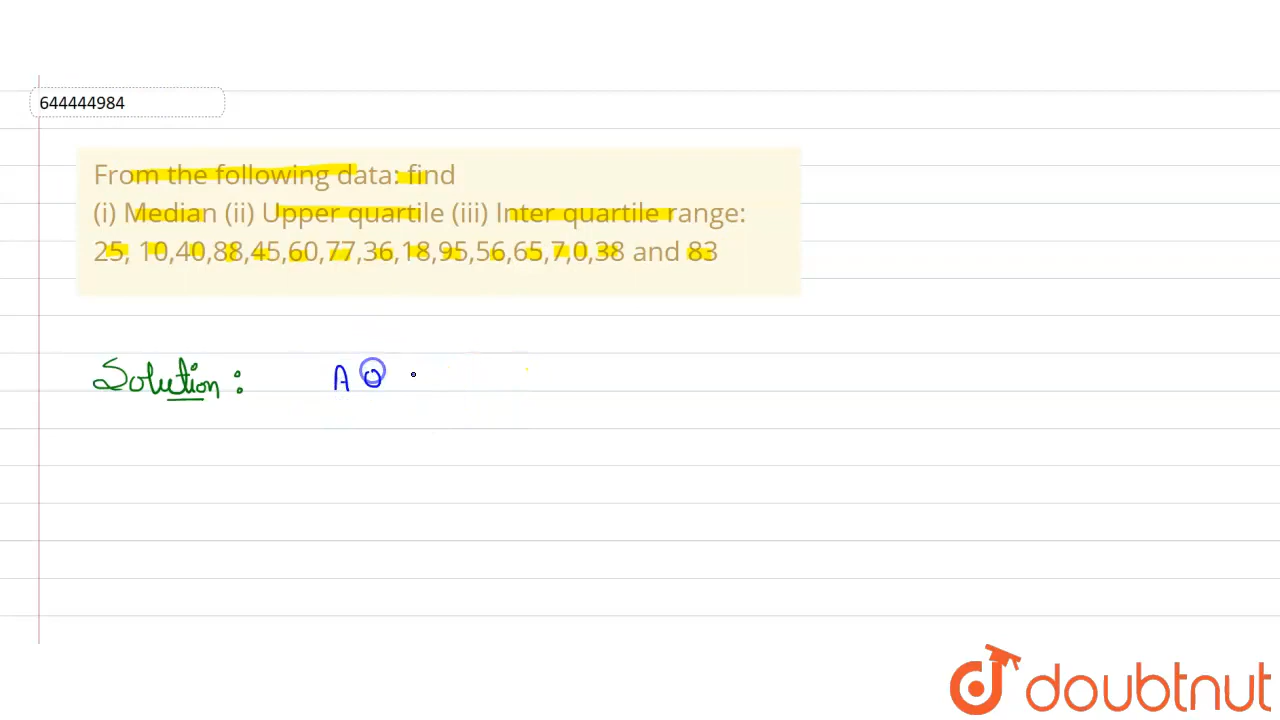 644444984
From the following data: find
(i) Median (ii) Upper quartile (iii) Inter quartile range:
25, 10,40,88,45,60,77,36,18,95,56,65,7,0,38 and 83
Solution : A O .
doubtnut